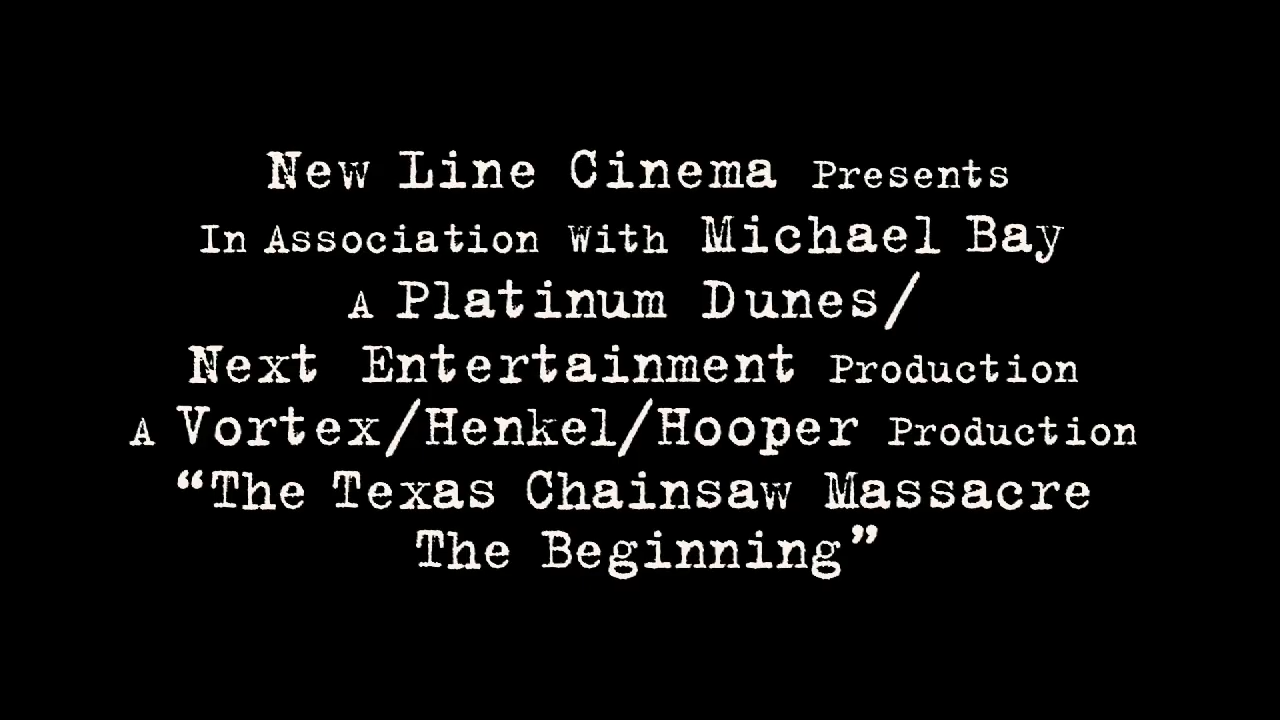 New Line Cinema Presents
In Association With Michael Bay
A Platinum Dunes/
Next Entertainment Production
A Vortex/Henkel/Hooper Production
“The Texas Chainsaw Massacre
The Beginning”